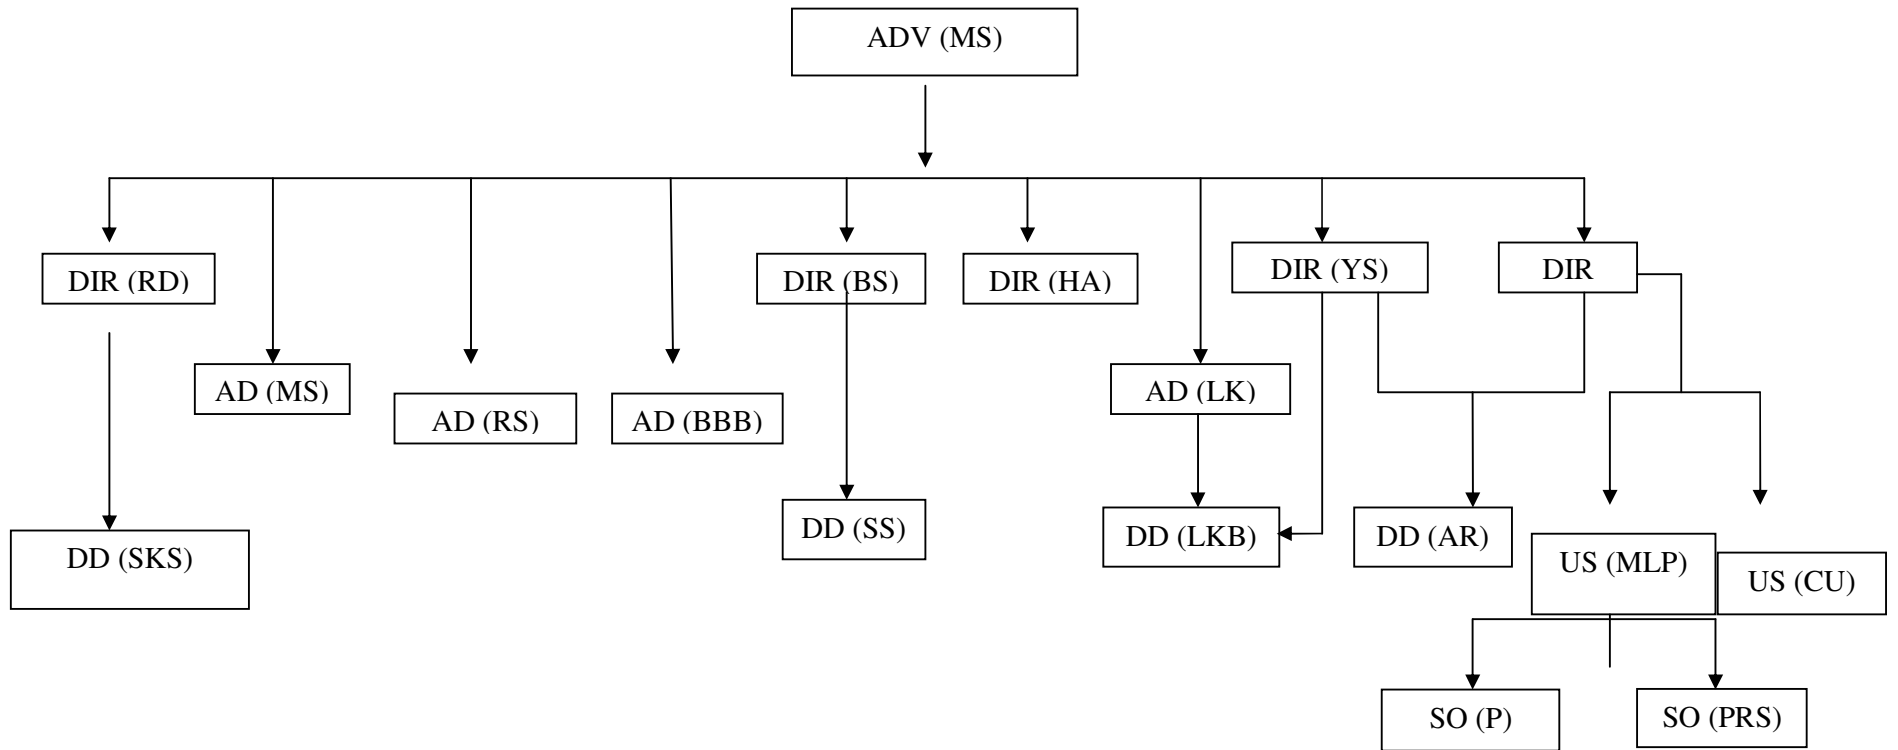 ADV (MS)
DIR (RD)
DIR (BS)
DIR (HA)
DIR (YS)
DIR
AD (MS)
AD (RS)
AD (BBB)
AD (LK)
DD (SKS)
DD (SS)
DD (LKB)
DD (AR)
US (MLP)
US (CU)
SO (P)
SO (PRS)